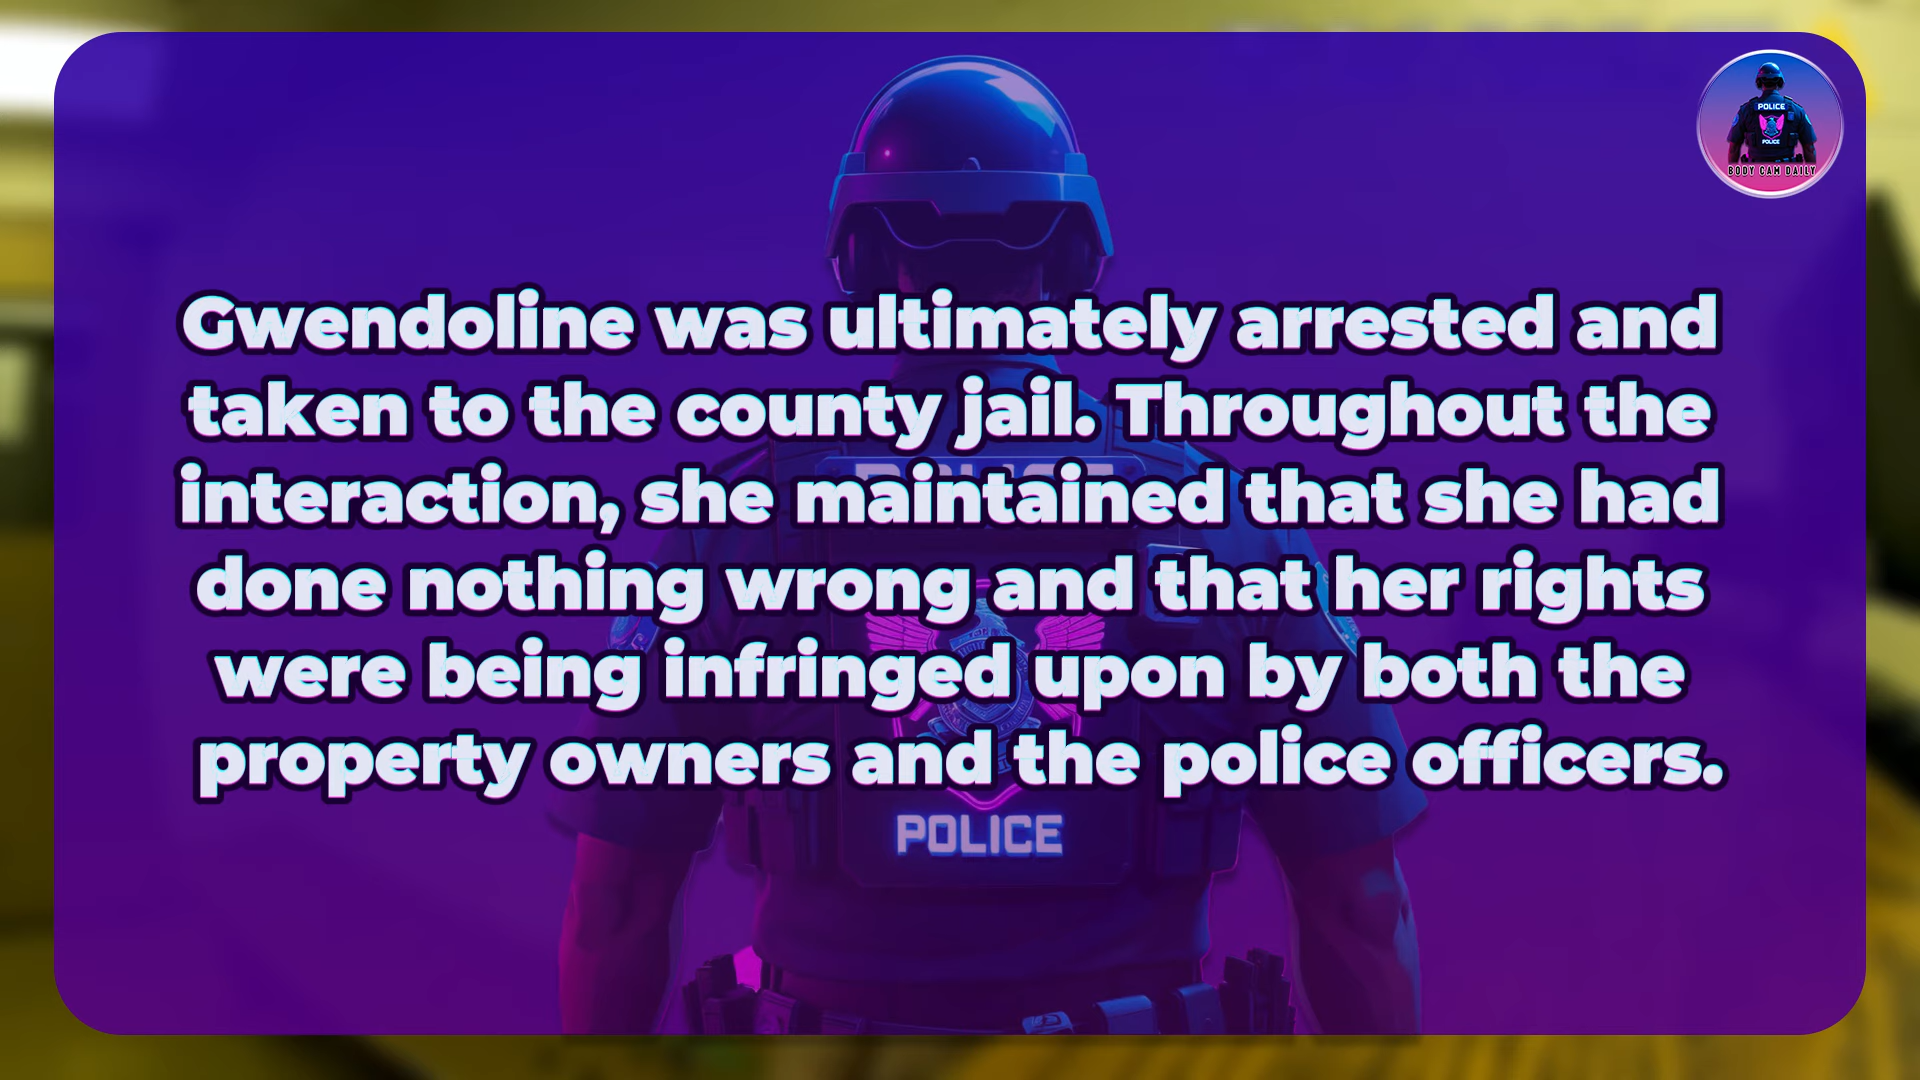 POLICE
POLICE
BODY CAM DAILY
Gwendoline was ultimately arrested and
taken to the county jail. Throughout the
interaction, she maintained that she had
done nothing wrong and that her rights
were being infringed upon by both the
property owners and the police officers.
POLICE